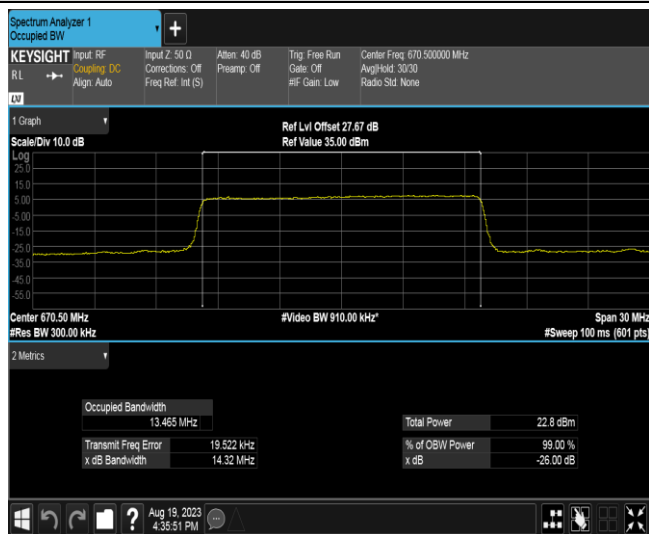 Spectrum Analyzer 1
Occupied BW
+
KEYSIGHT
RL
LXI
Input: RF
Coupling: DC
Align: Auto
Input Z: 50 Ω
Corrections: Off
Freq Ref: Int (S)
Atten: 40 dB
Preamp: Off
Trig: Free Run
Gate: Off
#IF Gain: Low
Center Freq: 670.500000 MHz
Avg|Hold: 30/30
Radio Std: None
1 Graph
Scale/Div 10.0 dB
Ref Lvl Offset 27.67 dB
Ref Value 35.00 dBm
Log
25.0
15.0
5.00
-5.00
-15.0
-25.0
-35.0
-45.0
-55.0
Center 670.50 MHz
#Res BW 300.00 kHz
#Video BW 910.00 kHz*
Span 30 MHz
#Sweep 100 ms (601 pts)
2 Metrics
Occupied Bandwidth
13.465 MHz
Transmit Freq Error 19.522 kHz
x dB Bandwidth 14.32 MHz
Total Power 22.8 dBm
% of OBW Power 99.00 %
x dB -26.00 dB
?
Aug 19, 2023
4:35:51 PM